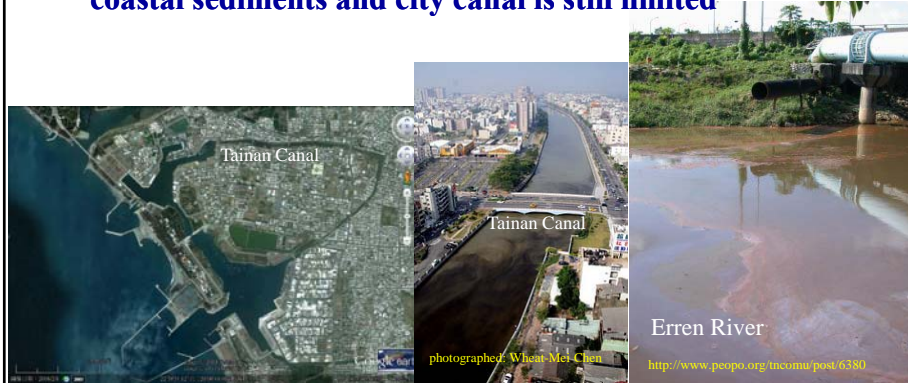 coastal sediments and city canal is still limited
Tainan Canal
Tainan Canal
photographed: Wheat-Mei-Chen
Erren River
http://www.peopo.org/tncomu/post/6380